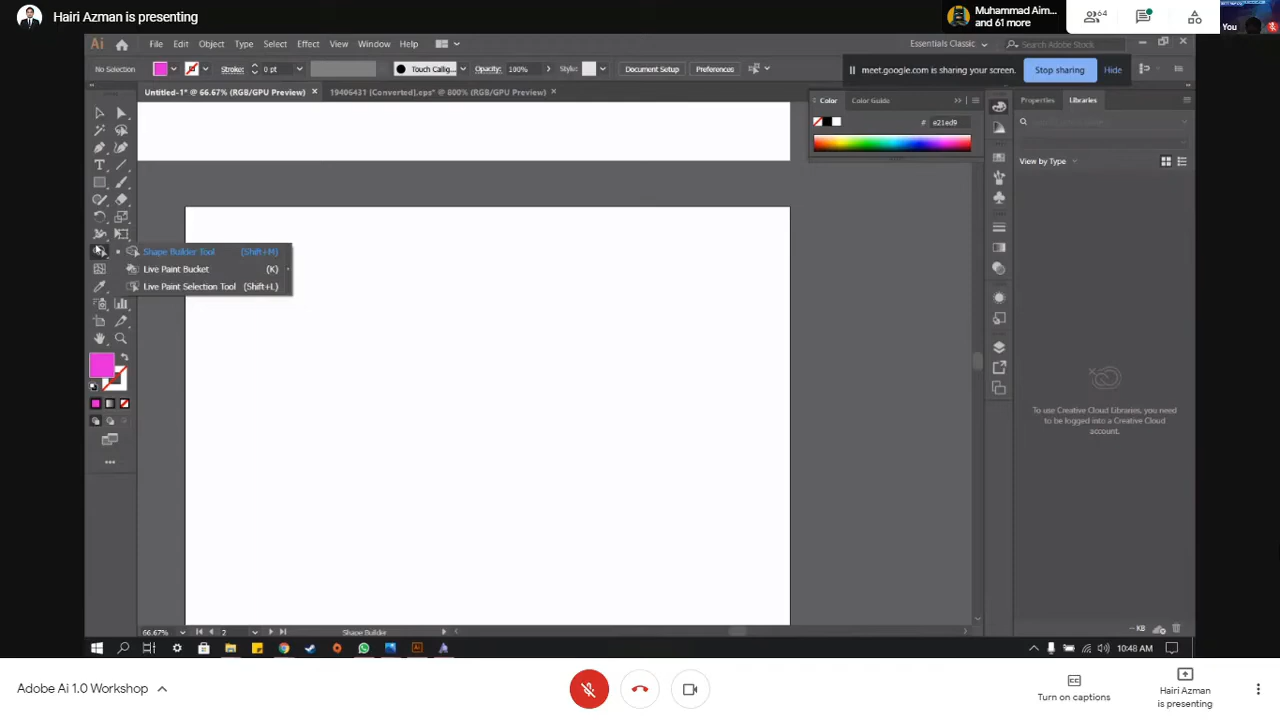 Hairi Azman is presenting
Muhammad Aim...
and 61 more
64
You
Ai File Edit Object Type Select Effect View Window Help
Essentials Classic
Search Adobe Stock
No Selection
Stroke: 0 pt
Touch Callig...
Opacity: 100%
Style:
Document Setup
Preferences
meet.google.com is sharing your screen.
Stop sharing
Hide
Untitled-1* @ 66.67% (RGB/GPU Preview) ×
19406431 [Converted].eps* @ 800% (RGB/GPU Preview) ×
Color
Color Guide
# e21ed9
Properties
Libraries
View by Type
Shape Builder Tool (Shift+M)
Live Paint Bucket (K)
Live Paint Selection Tool (Shift+L)
To use Creative Cloud Libraries, you
need to be logged into a Creative Cloud
account.
66.67%
2
Shape Builder
-- KB
10:48 AM
Adobe Ai 1.0 Workshop
Turn on captions
Hairi Azman
is presenting